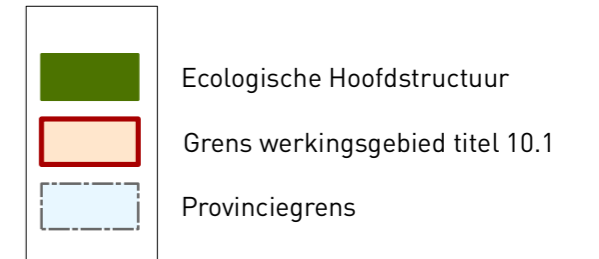 Ecologische Hoofdstructuur
Grens werkingsgebied titel 10.1
Provinciegrens